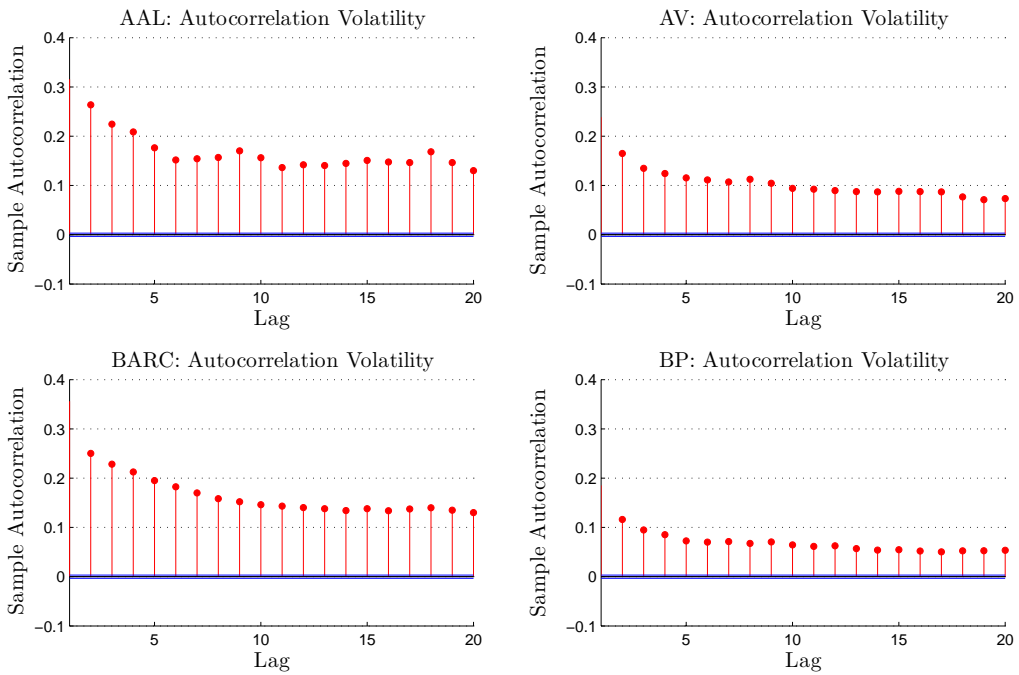 AAL: Autocorrelation Volatility
0.4
0.3
0.2
0.1
0
−0.1
5 10 15 20
Lag
Sample Autocorrelation
AV: Autocorrelation Volatility
0.4
0.3
0.2
0.1
0
−0.1
5 10 15 20
Lag
Sample Autocorrelation
BARC: Autocorrelation Volatility
0.4
0.3
0.2
0.1
0
−0.1
5 10 15 20
Lag
Sample Autocorrelation
BP: Autocorrelation Volatility
0.4
0.3
0.2
0.1
0
−0.1
5 10 15 20
Lag
Sample Autocorrelation